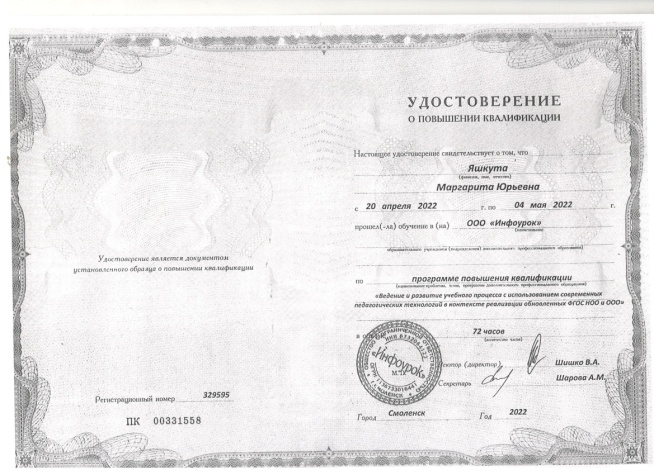 Удостоверение является документом
установленного образца о повышении квалификации
Регистрационный номер 329595
ПК 00331558
УДОСТОВЕРЕНИЕ
О ПОВЫШЕНИИ КВАЛИФИКАЦИИ
Настоящее удостоверение свидетельствует о том, что
Яшкута
(фамилия, имя, отчество)
Маргарита Юрьевна
с 20 апреля 2022 г. по 04 мая 2022 г.
прошел(-ла) обучение в (на) ООО «Инфоурок»
(наименование
образовательного учреждения (подразделения) дополнительного профессионального образования)
по программе повышения квалификации
(наименование проблемы, темы, программы дополнительного профессионального образования)
«Ведение и развитие учебного процесса с использованием современных
педагогических технологий в контексте реализации обновленных ФГОС НОО и ООО»
в 72 часов
(количество часов)
«Инфоурок»
М.П.
Ректор (директор) Шишко В.А.
Секретарь Шарова А.М.
Город Смоленск Год 2022